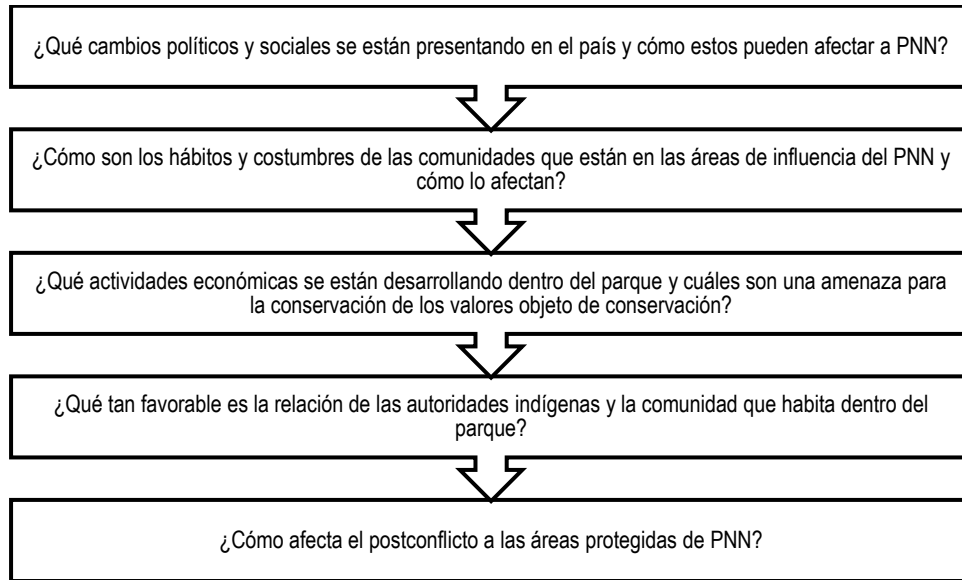 ¿Qué cambios políticos y sociales se están presentando en el país y cómo estos pueden afectar a PNN?
¿Cómo son los hábitos y costumbres de las comunidades que están en las áreas de influencia del PNN y
cómo lo afectan?
¿Qué actividades económicas se están desarrollando dentro del parque y cuáles son una amenaza para
la conservación de los valores objeto de conservación?
¿Qué tan favorable es la relación de las autoridades indígenas y la comunidad que habita dentro del
parque?
¿Cómo afecta el postconflicto a las áreas protegidas de PNN?